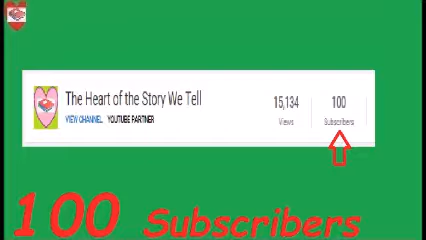 The Heart of the Story We Tell
15,134 100
VIEW CHANNEL YOUTUBE PARTNER
Views Subscribers
100 Subscribers